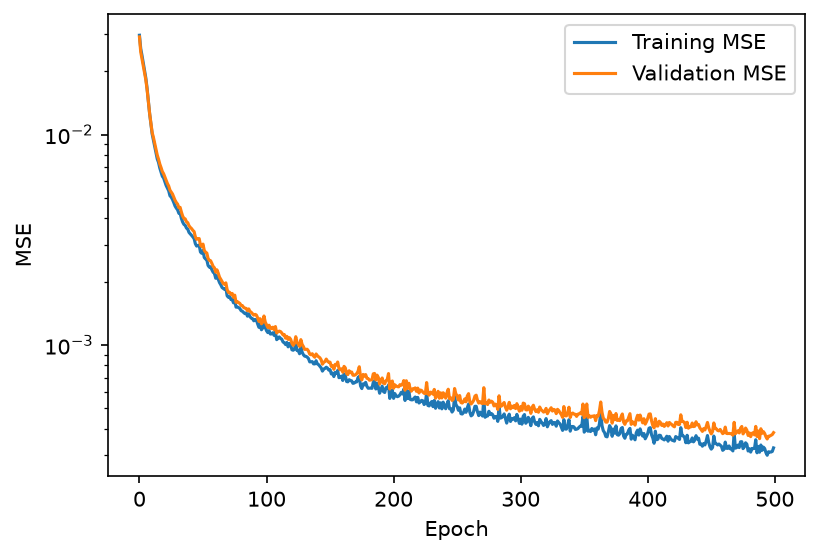 Training MSE
Validation MSE
10⁻²
10⁻³
MSE
0 100 200 300 400 500
Epoch